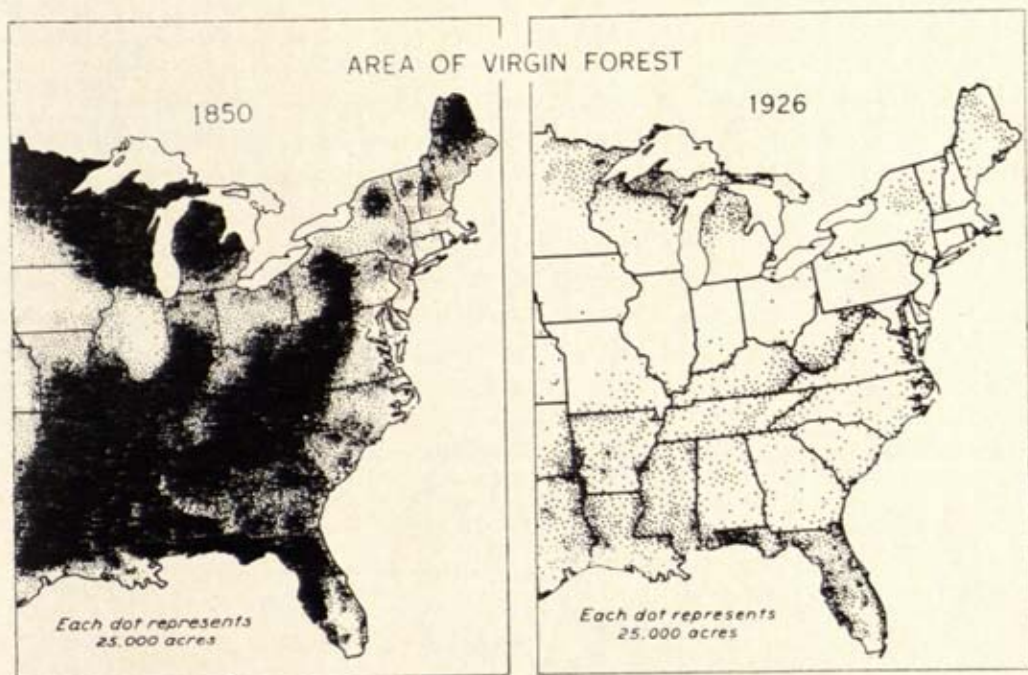 AREA OF VIRGIN FOREST
1850
Each dot represents
25,000 acres
1926
Each dot represents
25,000 acres